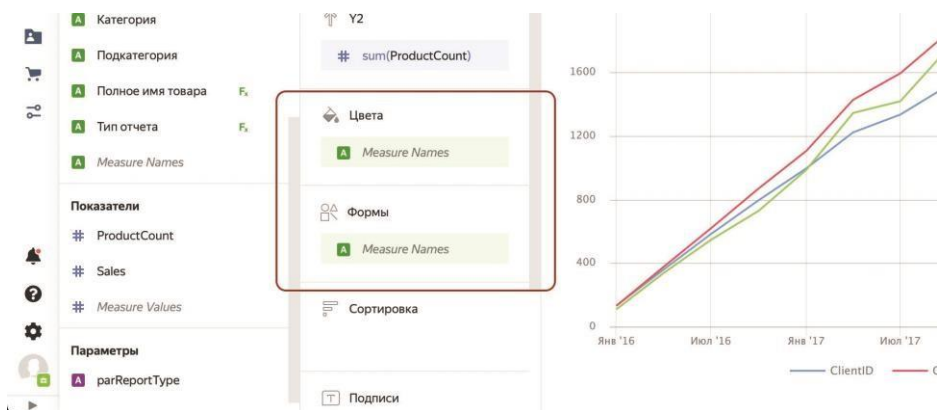 Категория
Подкатегория
Полное имя товара Fx
Тип отчета Fx
Measure Names
Показатели
ProductCount
Sales
Measure Values
Параметры
parReportType
Y2
sum(ProductCount)
Цвета
Measure Names
Формы
Measure Names
Сортировка
Подписи
1600
1200
800
400
0
Янв '16 Июл '16 Янв '17 Июл '17
ClientID